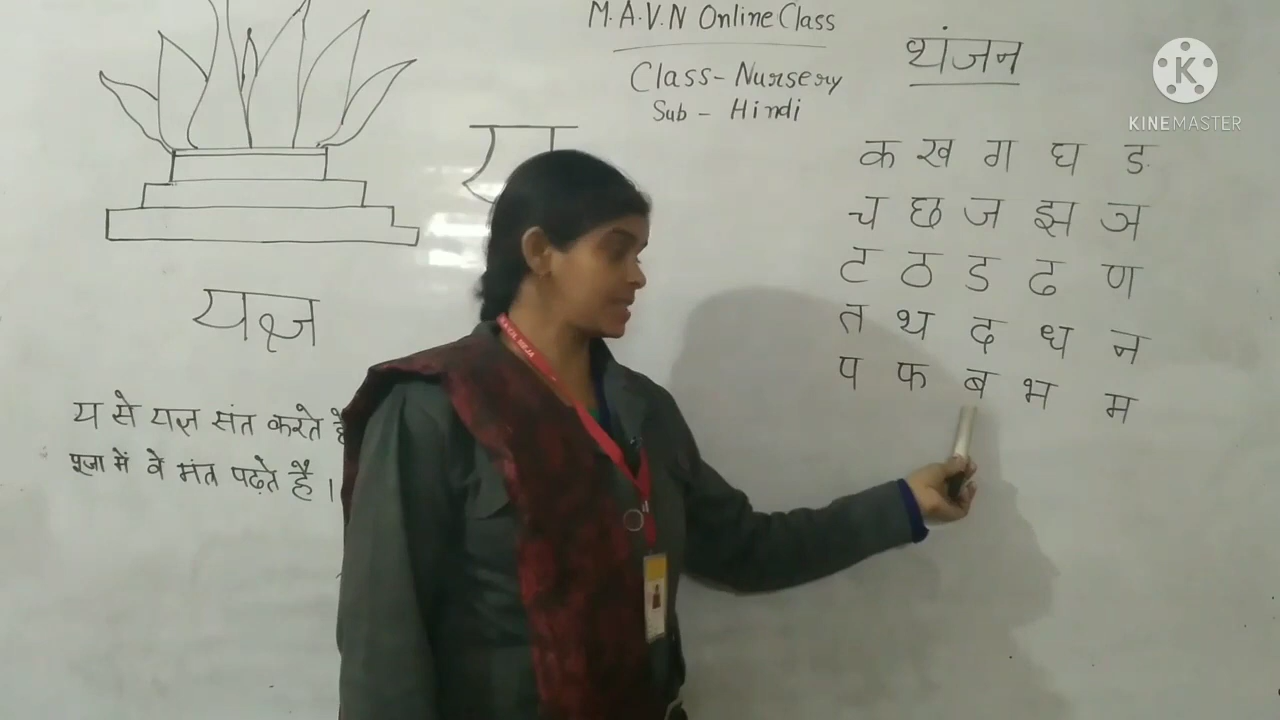 M.A.V.N Online Class
Class - Nursery
Sub - Hindi
य
यज्ञ
य से यज्ञ संत करते है
पूजा में वे मंत पढ़ते है ।
व्यंजन
क ख ग घ ङ
च छ ज झ ञ
ट ठ ड ढ ण
त थ द ध न
प फ ब भ म
KINEMASTER